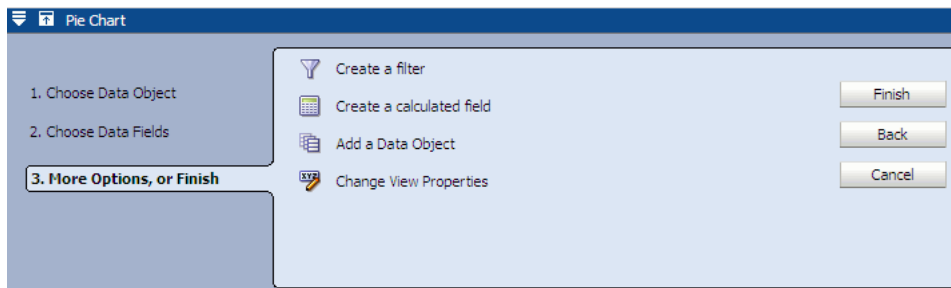 Pie Chart
1. Choose Data Object
2. Choose Data Fields
3. More Options, or Finish
Create a filter
Create a calculated field
Add a Data Object
XYZ
Change View Properties
Finish
Back
Cancel